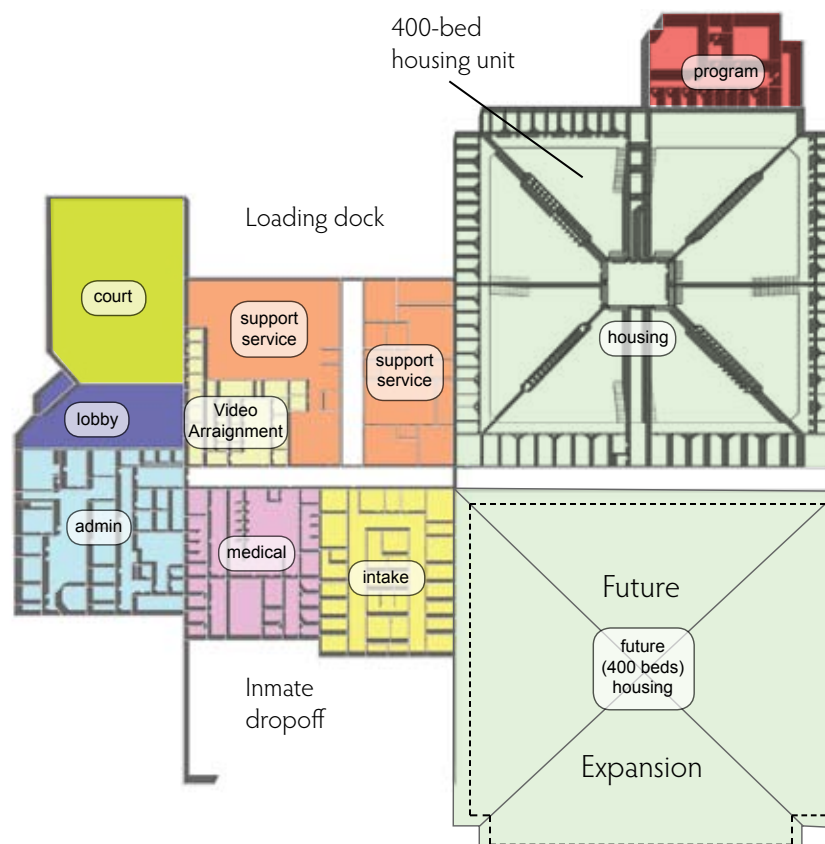 400-bed
housing unit
program
Loading dock
court
support
service
support
service
housing
Video
Arraignment
lobby
admin
medical
intake
Future
future
(400 beds)
housing
Inmate
dropoff
Expansion